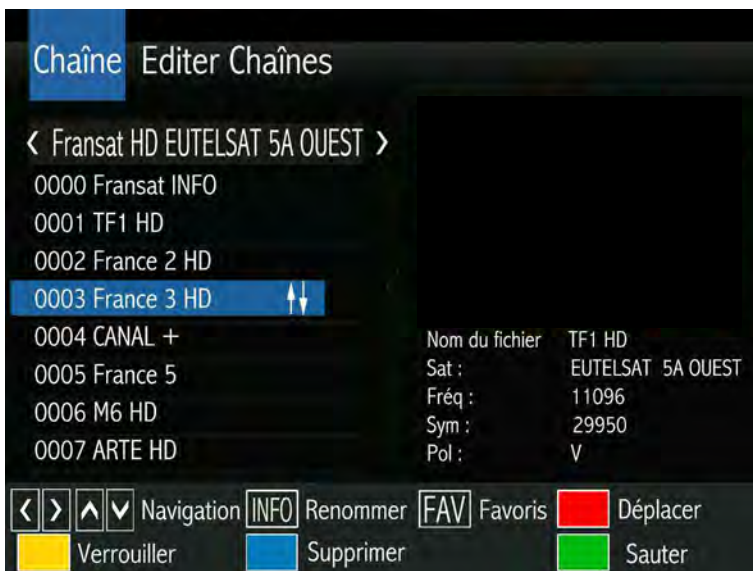 Chaîne Editer Chaînes
< Fransat HD EUTELSAT 5A OUEST >
0000 Fransat INFO
0001 TF1 HD
0002 France 2 HD
0003 France 3 HD
0004 CANAL +
0005 France 5
0006 M6 HD
0007 ARTE HD
Nom du fichier TF1 HD
Sat : EUTELSAT 5A OUEST
Fréq : 11096
Sym : 29950
Pol : V
Navigation INFO Renommer FAV Favoris Déplacer
Verrouiller Supprimer Sauter